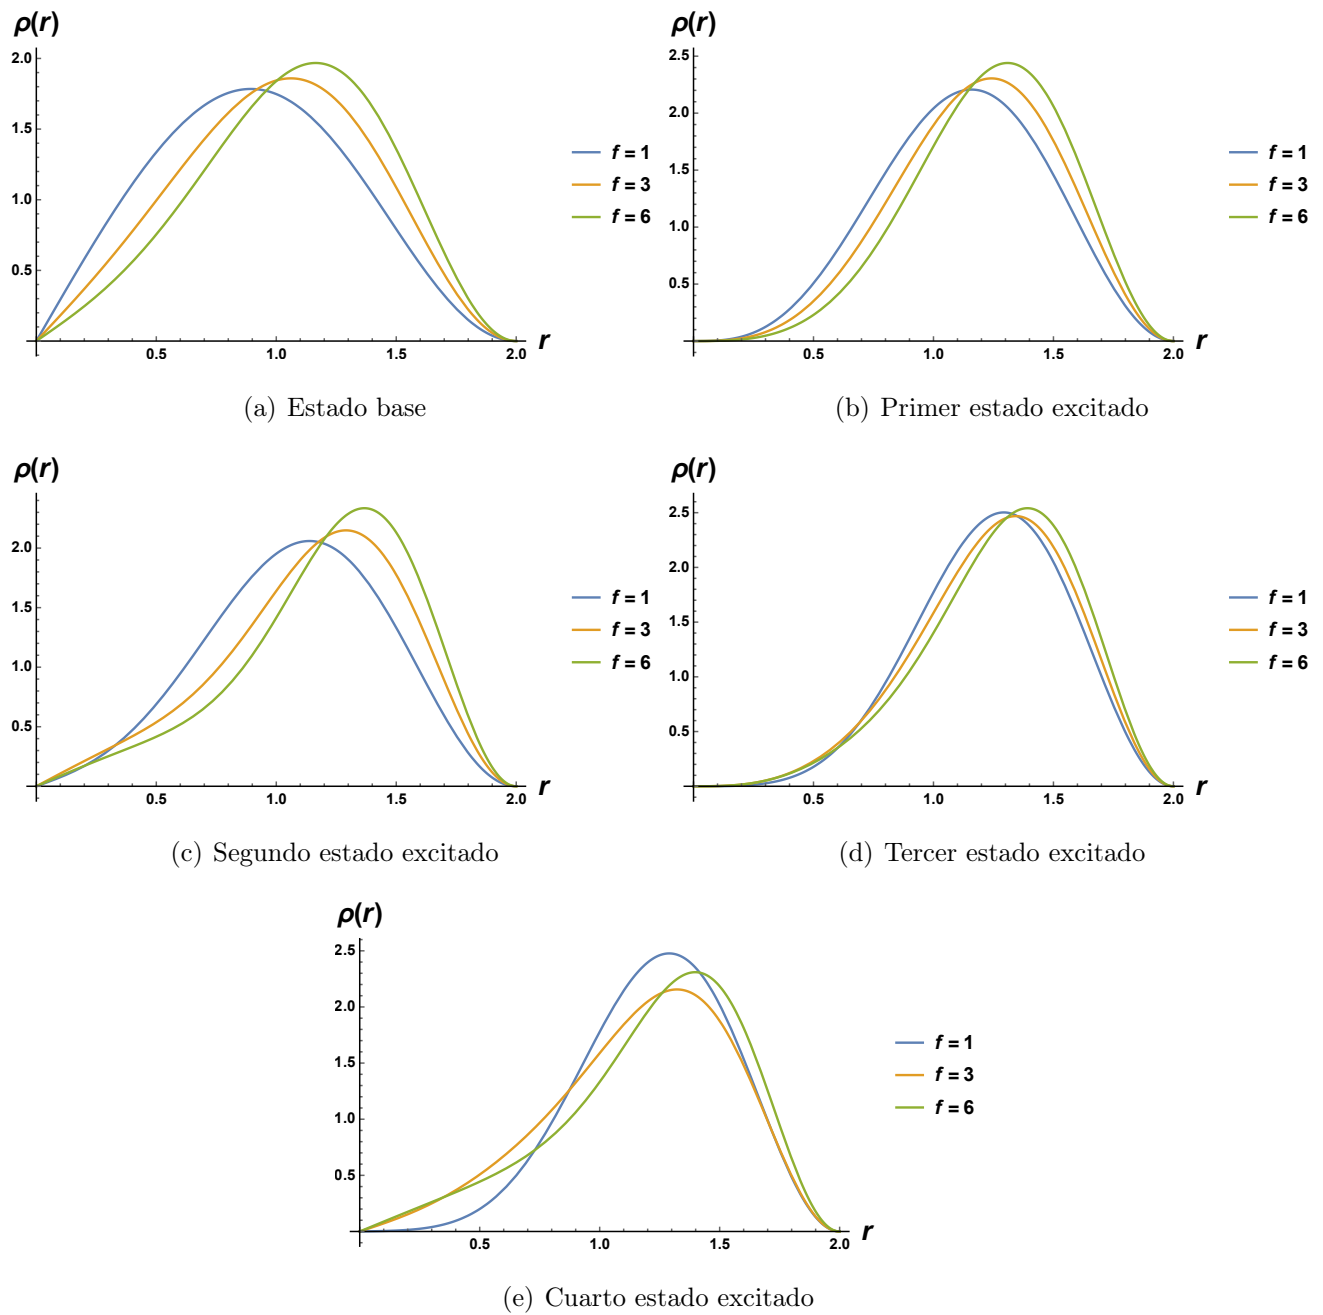 ρ(r)
2.0
1.5
1.0
0.5
0.5 1.0 1.5 2.0 r
f = 1
f = 3
f = 6
(a) Estado base
ρ(r)
2.5
2.0
1.5
1.0
0.5
0.5 1.0 1.5 2.0 r
f = 1
f = 3
f = 6
(b) Primer estado excitado
ρ(r)
2.0
1.5
1.0
0.5
0.5 1.0 1.5 2.0 r
f = 1
f = 3
f = 6
(c) Segundo estado excitado
ρ(r)
2.5
2.0
1.5
1.0
0.5
0.5 1.0 1.5 2.0 r
f = 1
f = 3
f = 6
(d) Tercer estado excitado
ρ(r)
2.5
2.0
1.5
1.0
0.5
0.5 1.0 1.5 2.0 r
f = 1
f = 3
f = 6
(e) Cuarto estado excitado